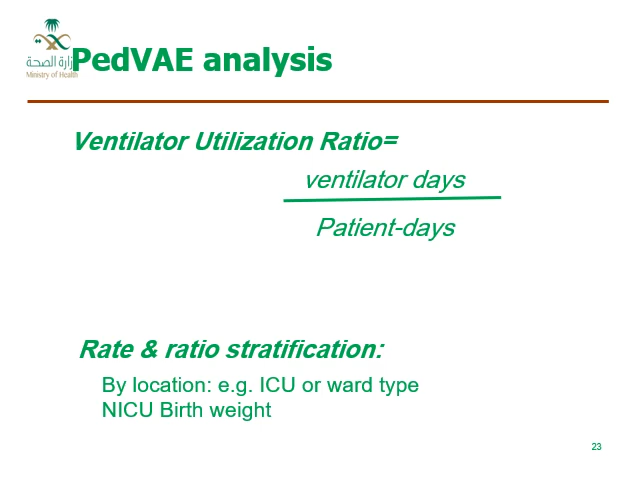 وزارة الصحة
Ministry of Health
PedVAE analysis
Ventilator Utilization Ratio=
ventilator days
Patient-days
Rate & ratio stratification:
By location: e.g. ICU or ward type
NICU Birth weight
23